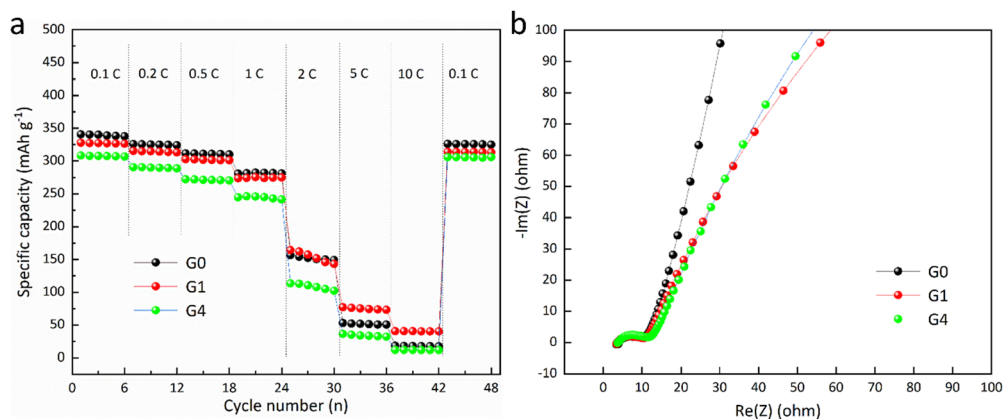 a
Specific capacity (mAh g⁻¹)
500
450
400
350
300
250
200
150
100
50
0
0.1 C
0.2 C
0.5 C
1 C
2 C
5 C
10 C
0.1 C
G0
G1
G4
0
6
12
18
24
30
36
42
48
Cycle number (n)
b
-Im(Z) (ohm)
100
90
80
70
60
50
40
30
20
10
0
-10
G0
G1
G4
-10
0
10
20
30
40
50
60
70
80
90
100
Re(Z) (ohm)